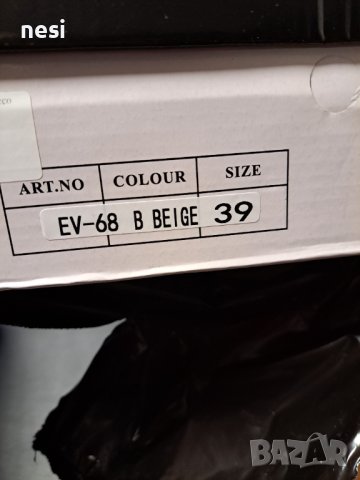 nesi
ART.NO COLOUR SIZE
EV-68 B BEIGE 39
BAZAR